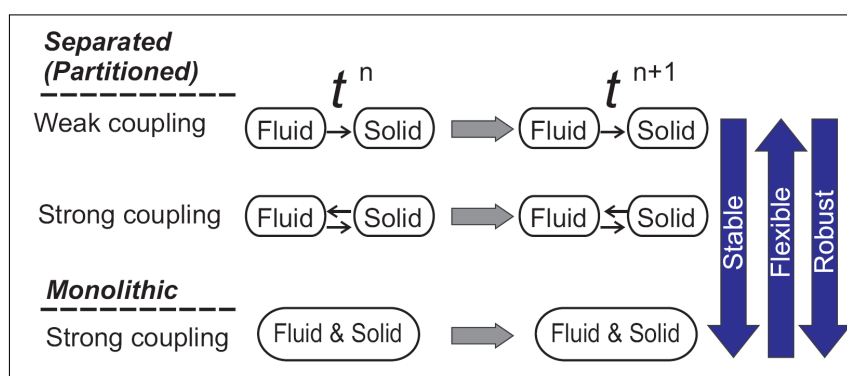 Separated
(Partitioned)
t n
t n+1
Weak coupling
Fluid
Solid
Fluid
Solid
Strong coupling
Fluid
Solid
Fluid
Solid
Monolithic
Strong coupling
Fluid & Solid
Fluid & Solid
Stable
Flexible
Robust